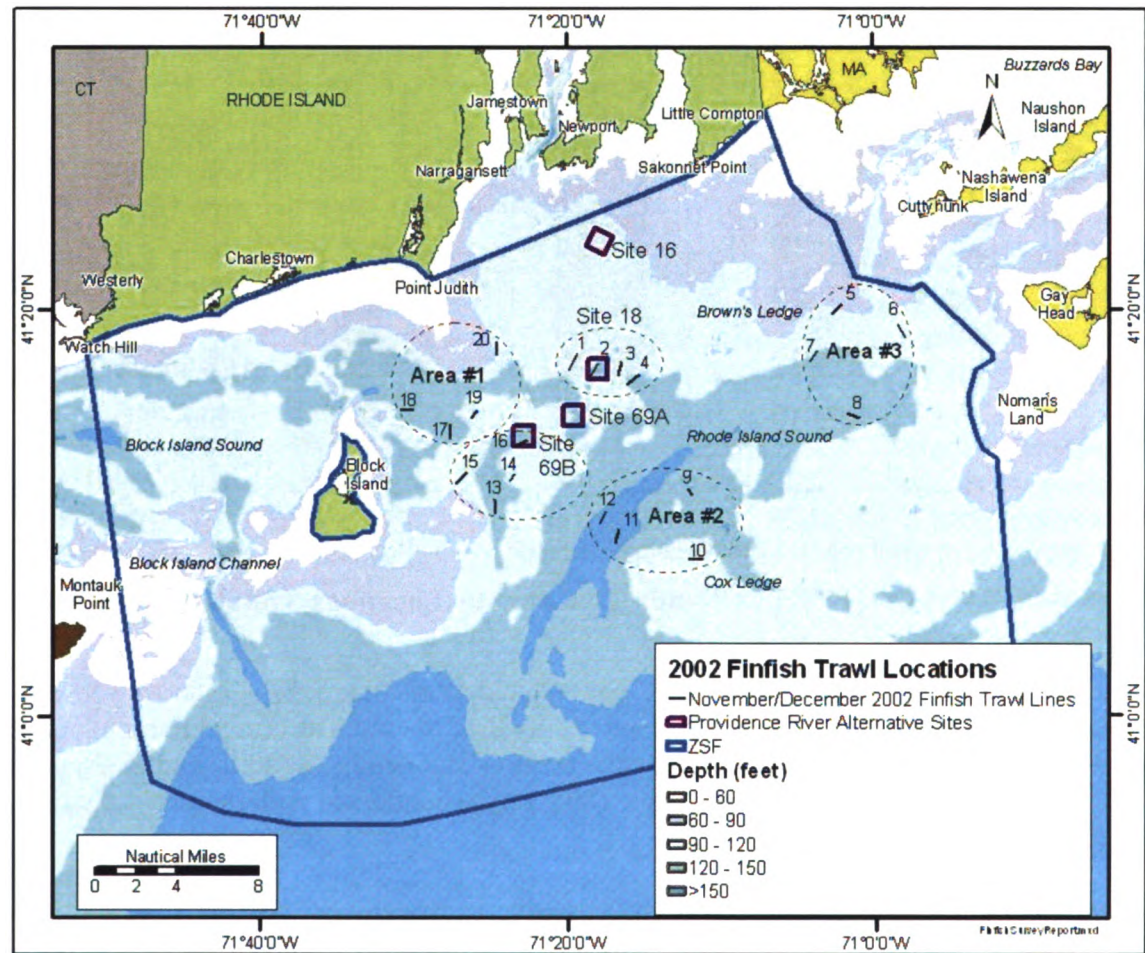 71°40'0"W 71°20'0"W 71°0'0"W
CT
RHODE ISLAND
MA
Buzzards Bay
N
Jamestown
Newport
Little Compton
Naushon
Island
Narragansett
Sakonnet Point
Nashawena
Island
Cuttyhunk
Site 16
Charlestown
Westerly
Point Judith
Gay
Head
41°20'0"N
41°20'0"N
Watch Hill
Brown's Ledge
5
6
Site 18
20
1
2
3
4
7
Area #3
Area #1
18
19
8
Noman's
Land
Site 69A
17
16
Site
69B
Rhode Island Sound
Block Island Sound
Block
Island
15
14
13
9
12
Area #2
11
10
Block Island Channel
Cox Ledge
Montauk
Point
41°0'0"N
41°0'0"N
2002 Finfish Trawl Locations
November/December 2002 Finfish Trawl Lines
Providence River Alternative Sites
ZSF
Depth (feet)
0 - 60
60 - 90
90 - 120
120 - 150
>150
Nautical Miles
0 2 4 8
71°40'0"W 71°20'0"W 71°0'0"W